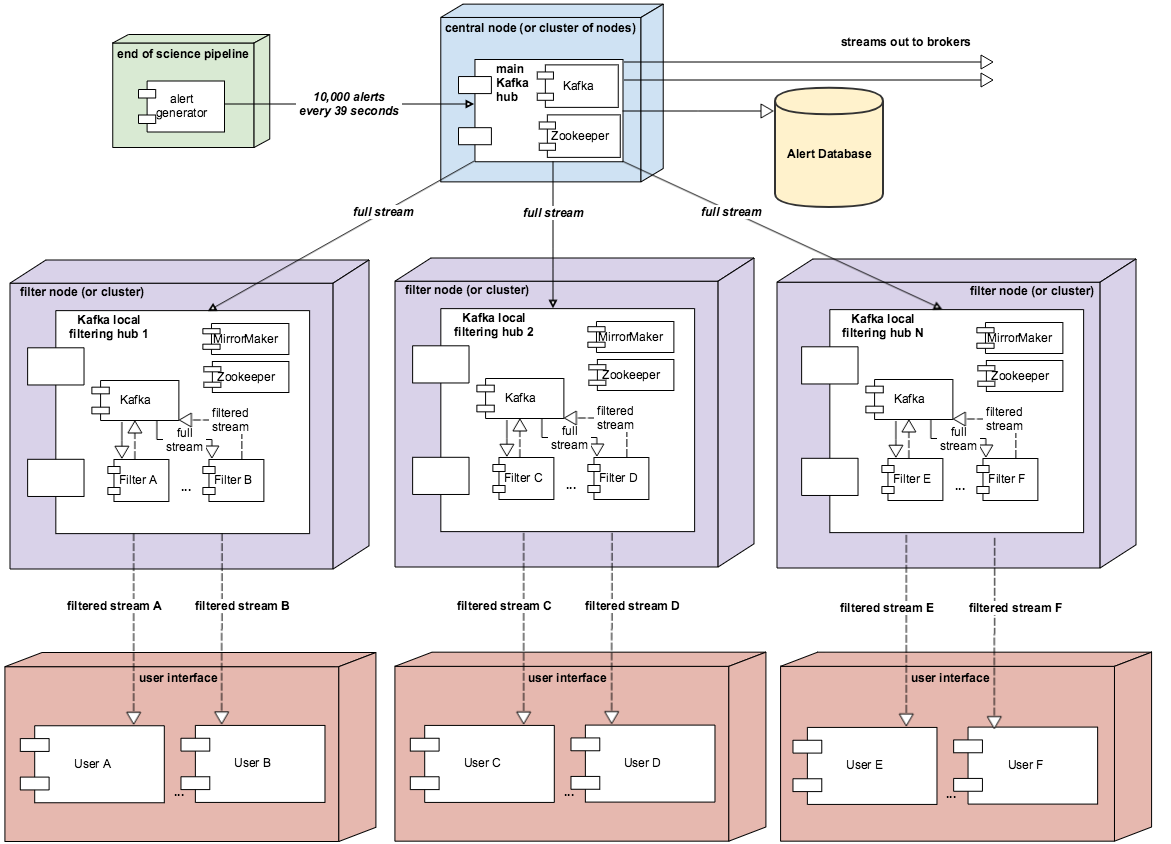 central node (or cluster of nodes)
streams out to brokers
end of science pipeline
main
Kafka
hub
Kafka
alert
generator
10,000 alerts
every 39 seconds
Zookeeper
Alert Database
full stream
full stream
full stream
filter node (or cluster)
Kafka local
filtering hub 1
MirrorMaker
Zookeeper
Kafka
filtered
stream
full
stream
Filter A
...
Filter B
filter node (or cluster)
Kafka local
filtering hub 2
MirrorMaker
Zookeeper
Kafka
filtered
stream
full
stream
Filter C
...
Filter D
filter node (or cluster)
Kafka local
filtering hub N
MirrorMaker
Zookeeper
Kafka
filtered
stream
full
stream
Filter E
...
Filter F
filtered stream A
filtered stream B
filtered stream C
filtered stream D
filtered stream E
filtered stream F
user interface
User A
...
User B
user interface
User C
...
User D
user interface
User E
...
User F